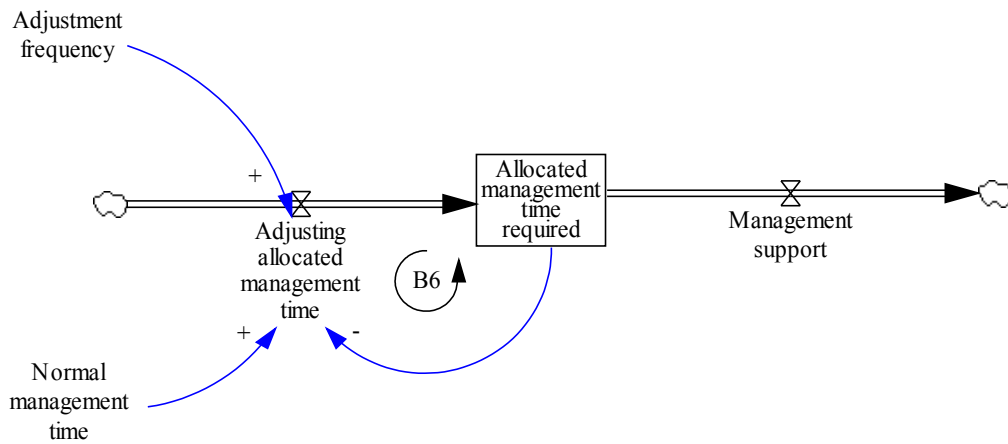 Adjustment
frequency
+
Allocated
management
time
required
Adjusting
allocated
management
time
Management
support
B6
+
-
Normal
management
time